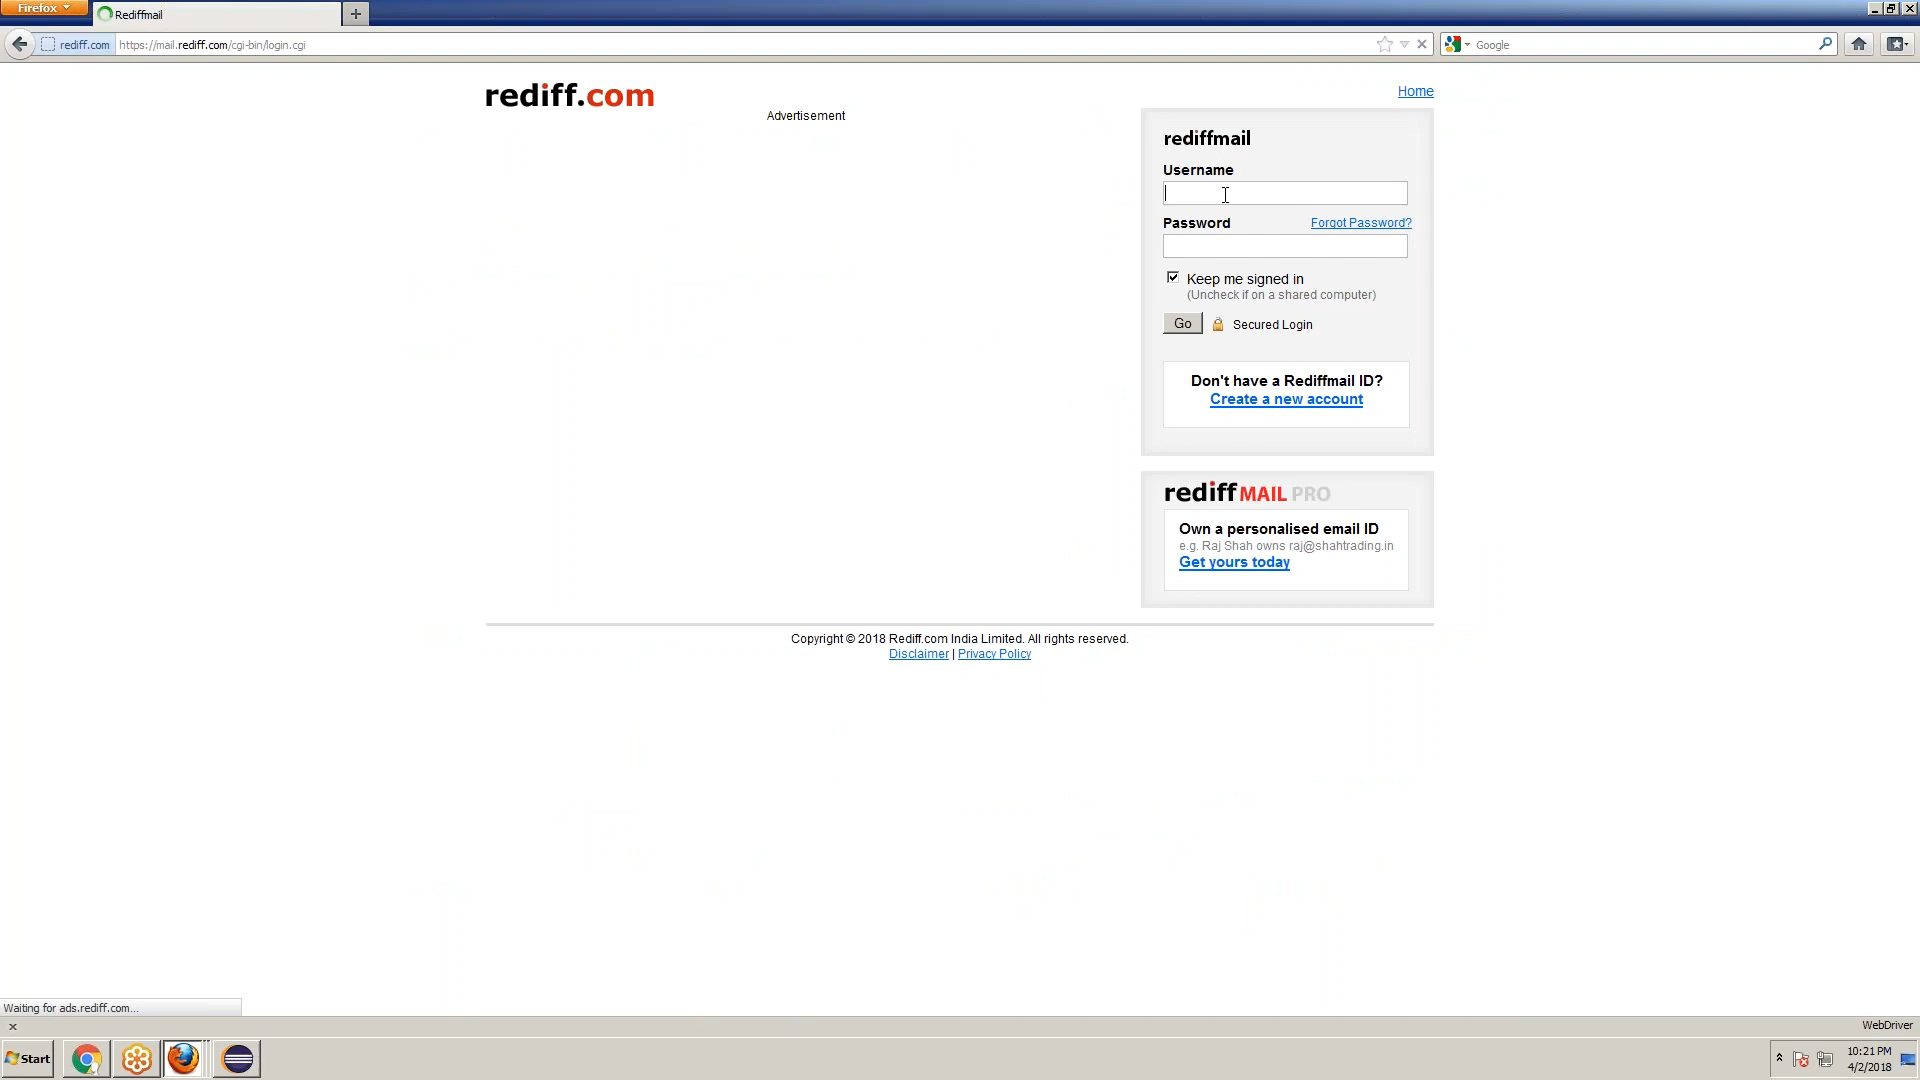 Firefox
Rediffmail
rediff.com
https://mail.rediff.com/cgi-bin/login.cgi
Google
rediff.com
Home
Advertisement
rediffmail
Username
Password
Forgot Password?
Keep me signed in
(Uncheck if on a shared computer)
Go
Secured Login
Don't have a Rediffmail ID?
Create a new account
rediff MAIL PRO
Own a personalised email ID
e.g. Raj Shah owns raj@shahtrading.in
Get yours today
Copyright © 2018 Rediff.com India Limited. All rights reserved.
Disclaimer | Privacy Policy
Waiting for ads.rediff.com...
WebDriver
Start
10:21 PM
4/2/2018